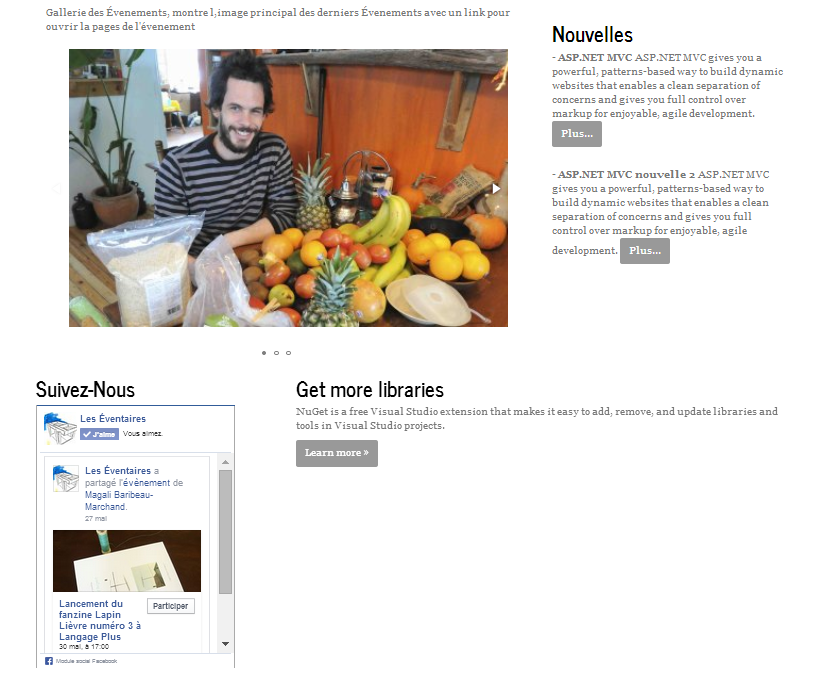 Gallerie des Évenements, montre l,image principal des derniers Évenements avec un link pour
ouvrir la pages de l'évenement
Nouvelles
- ASP.NET MVC ASP.NET MVC gives you a
powerful, patterns-based way to build dynamic
websites that enables a clean separation of
concerns and gives you full control over
markup for enjoyable, agile development.
Plus...
- ASP.NET MVC nouvelle 2 ASP.NET MVC
gives you a powerful, patterns-based way to
build dynamic websites that enables a clean
separation of concerns and gives you full
control over markup for enjoyable, agile
development. Plus...
Suivez-Nous
Les Éventaires
J'aime Vous aimez.
Les Éventaires a
partagé l'évènement de
Magali Baribeau-
Marchand.
27 mai
Lancement du
fanzine Lapin
Lièvre numéro 3 à
Langage Plus
Participer
30 mai, à 17:00
Module social Facebook
Get more libraries
NuGet is a free Visual Studio extension that makes it easy to add, remove, and update libraries and
tools in Visual Studio projects.
Learn more »